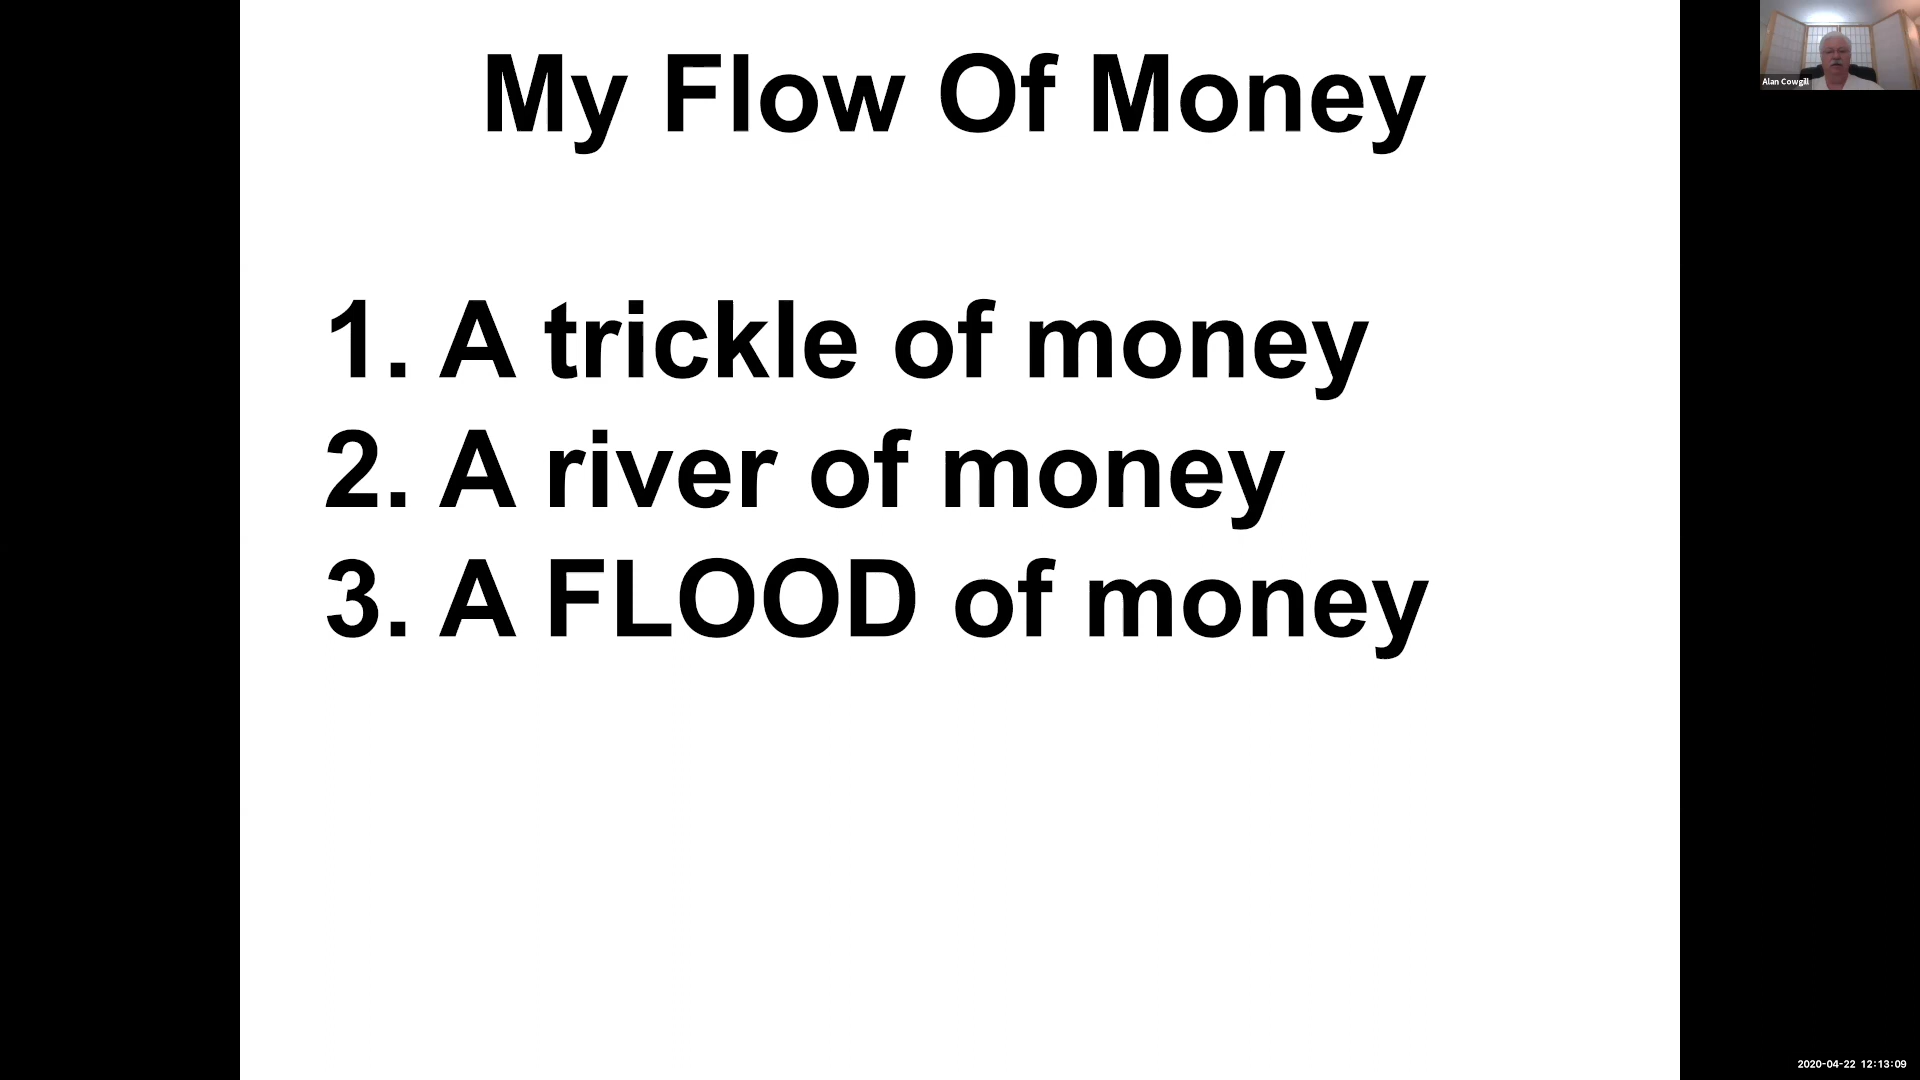 My Flow Of Money
Alan Cowgill
1. A trickle of money
2. A river of money
3. A FLOOD of money
2020-04-22 12:13:09